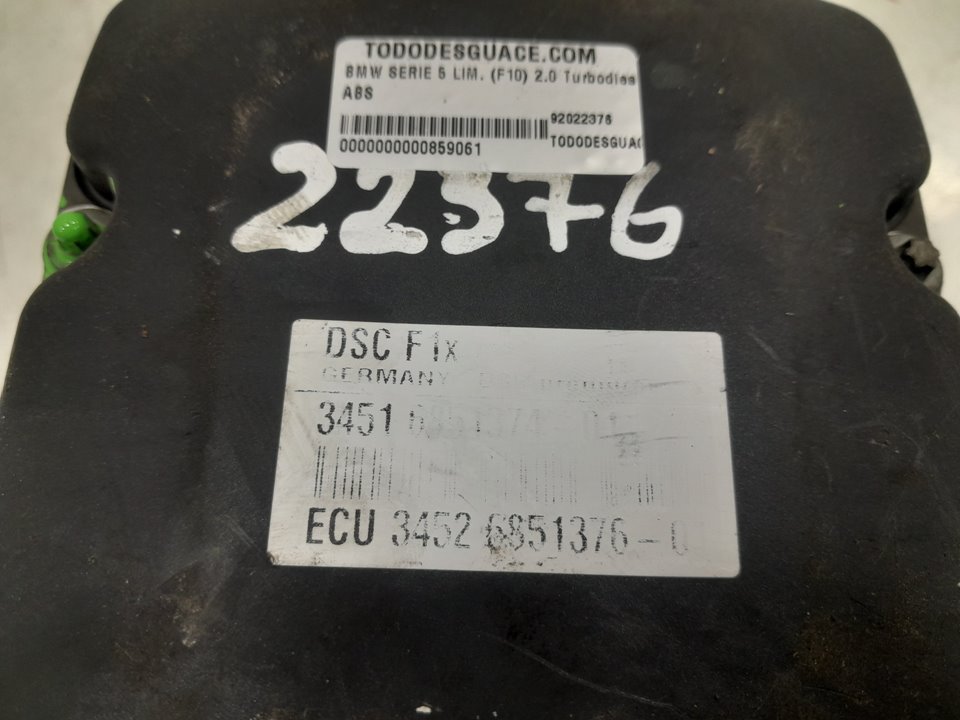 TODODESGUACE.COM
BMW SERIE 5 LIM. (F10) 2.0 Turbodies
ABS
92022376
0000000000859061
TODODESGUAC
22376
DSC FIx
GERMANY
3451
ECU 3452 6851376-